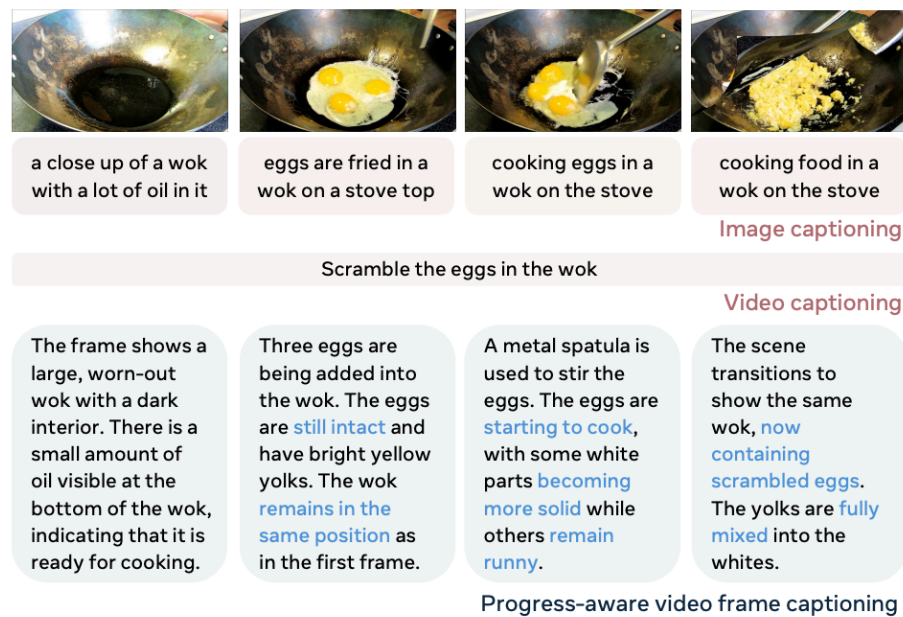 a close up of a wok
with a lot of oil in it
eggs are fried in a
wok on a stove top
cooking eggs in a
wok on the stove
cooking food in a
wok on the stove
Image captioning
Scramble the eggs in the wok
Video captioning
The frame shows a
large, worn-out
wok with a dark
interior. There is a
small amount of
oil visible at the
bottom of the wok,
indicating that it is
ready for cooking.
Three eggs are
being added into
the wok. The eggs
are still intact and
have bright yellow
yolks. The wok
remains in the
same position as
in the first frame.
A metal spatula is
used to stir the
eggs. The eggs are
starting to cook,
with some white
parts becoming
more solid while
others remain
runny.
The scene
transitions to
show the same
wok, now
containing
scrambled eggs.
The yolks are fully
mixed into the
whites.
Progress-aware video frame captioning